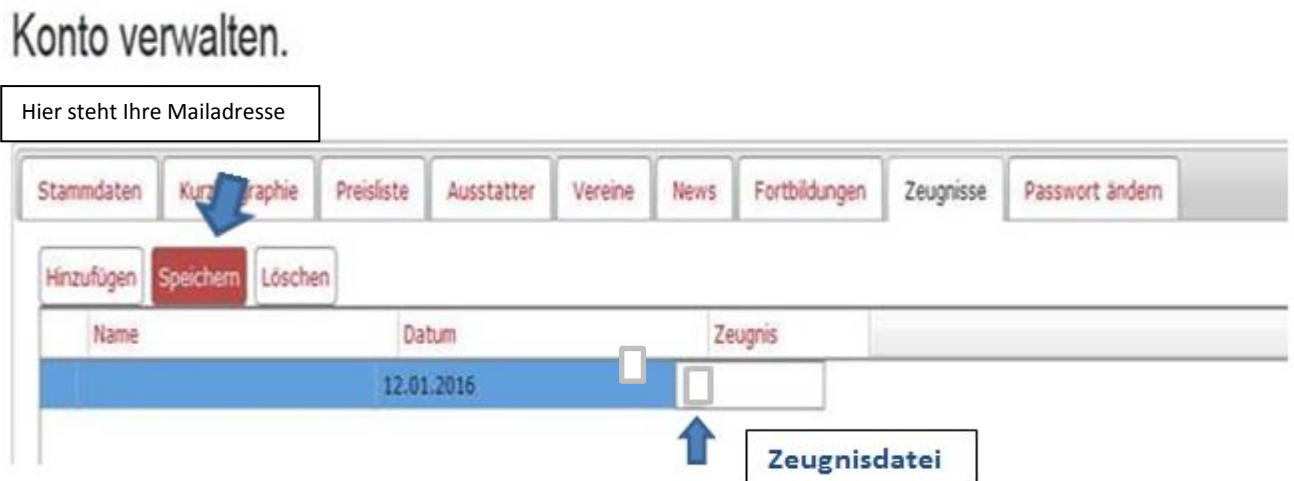 Konto verwalten.
Hier steht Ihre Mailadresse
Stammdaten Preisliste Ausstatter Vereine News Fortbildungen Zeugnisse Passwort ändern
Hinzufügen Speichern Löschen
Name Datum Zeugnis
12.01.2016
Zeugnisdatei